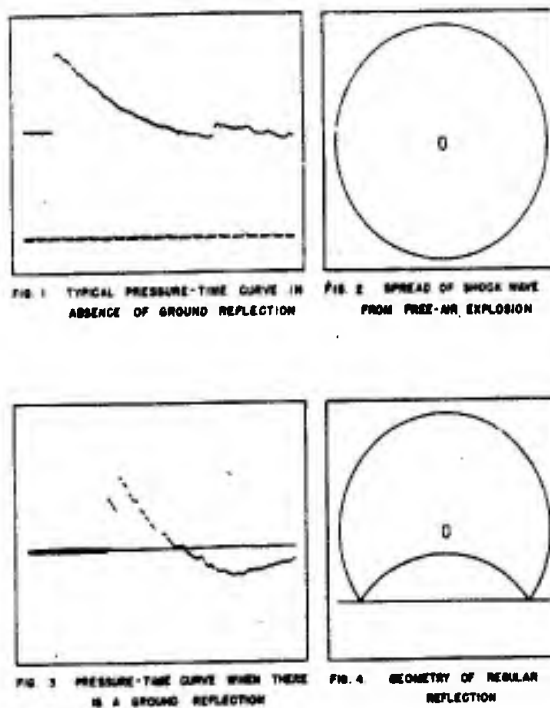 FIG. 1 TYPICAL PRESSURE-TIME CURVE IN
ABSENCE OF GROUND REFLECTION
FIG. 2 SPREAD OF SHOCK WAVE
FROM FREE-AIR EXPLOSION
FIG. 3 PRESSURE-TIME CURVE WHEN THERE
IS A GROUND REFLECTION
FIG. 4 GEOMETRY OF REGULAR
REFLECTION